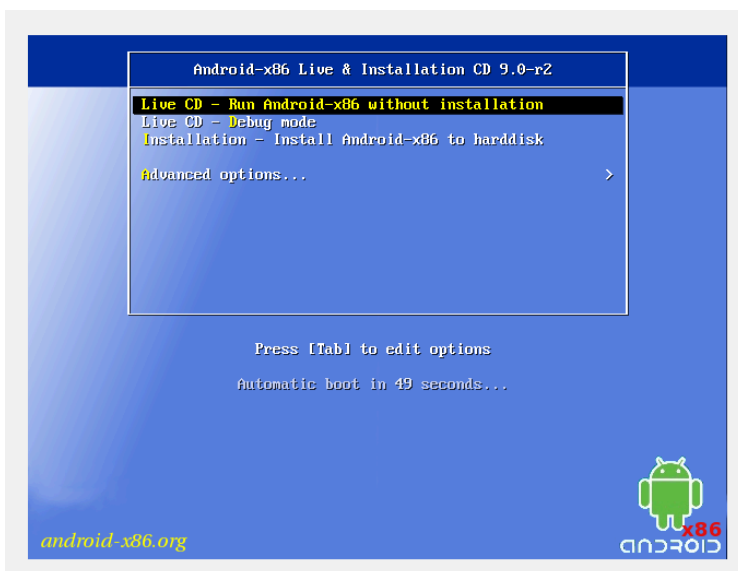 Android-x86 Live & Installation CD 9.0-r2
Live CD - Run Android-x86 without installation
Live CD - Debug mode
Installation - Install Android-x86 to harddisk
Advanced options... >
Press [Tab] to edit options
Automatic boot in 49 seconds...
android-x86.org
x86
ANDROID